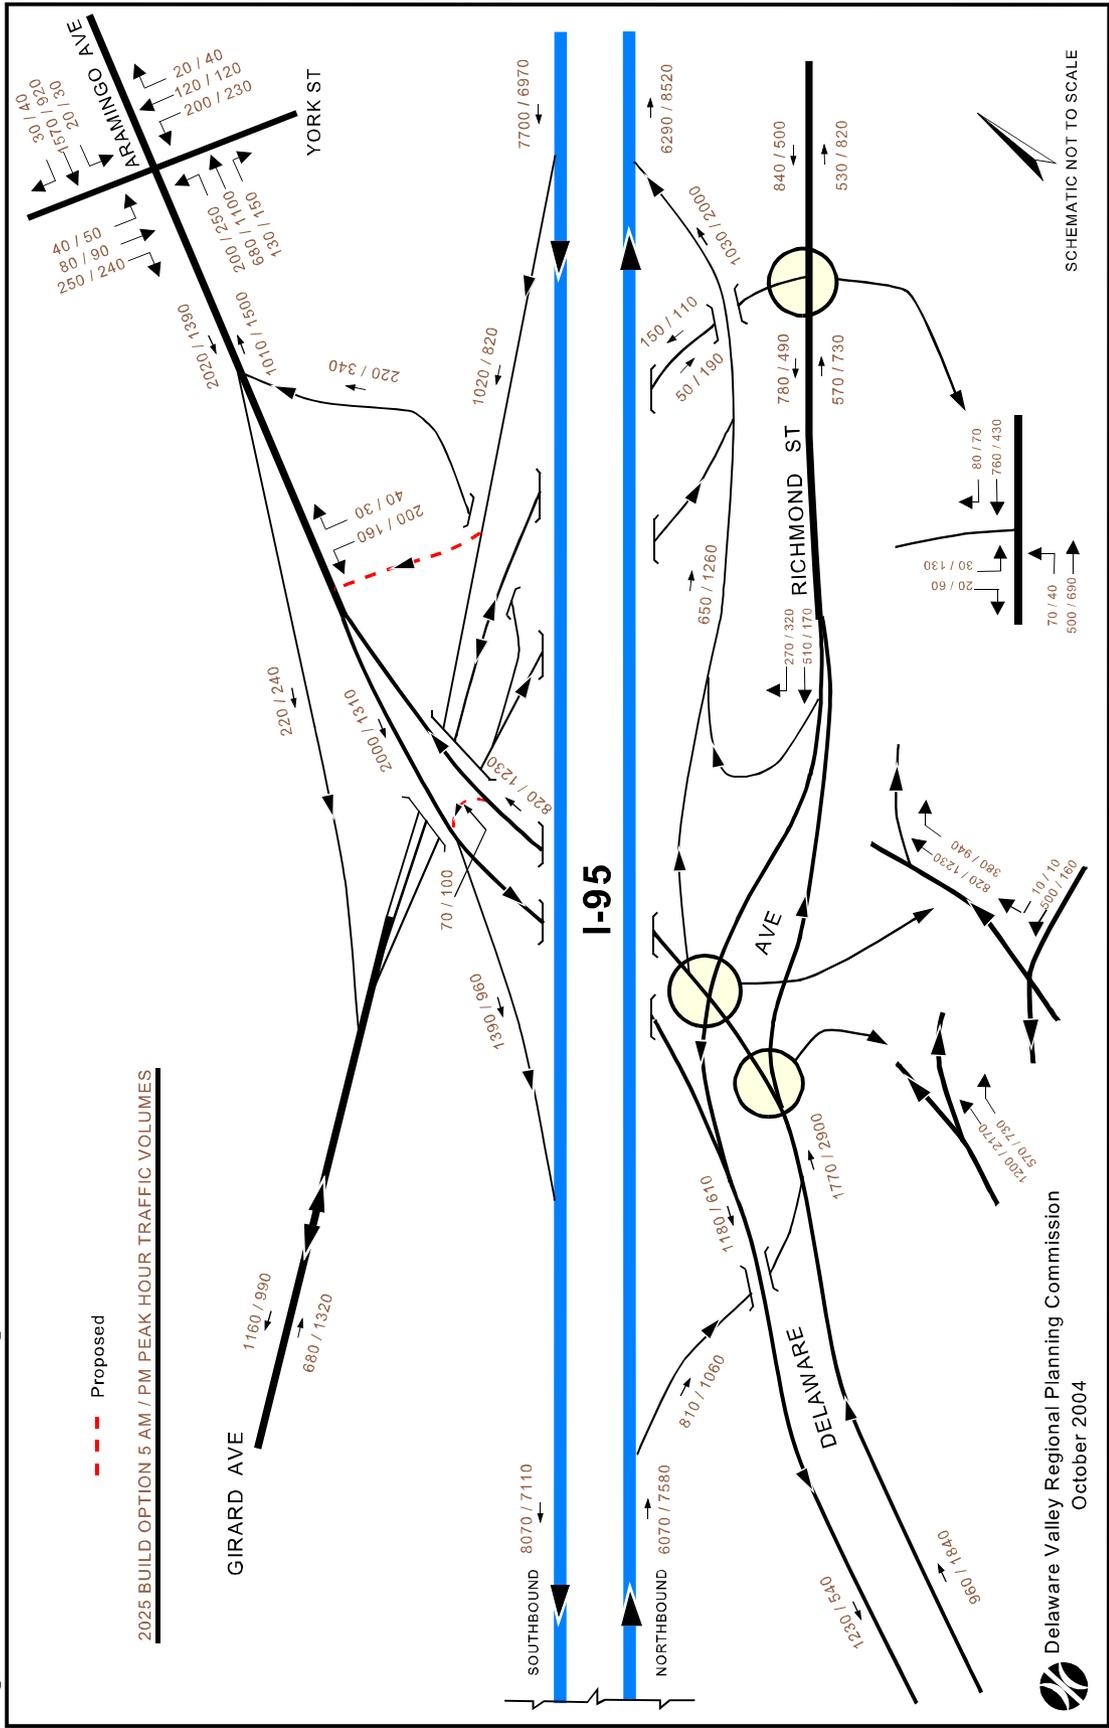 Proposed
2025 BUILD OPTION 5 AM / PM PEAK HOUR TRAFFIC VOLUMES
GIRARD AVE
1160 / 990
680 / 1320
ARAMINGO AVE
YORK ST
30 / 40
1570 / 920
20 / 30
20 / 40
120 / 120
200 / 230
40 / 50
80 / 90
250 / 240
200 / 250
680 / 1100
130 / 150
2020 / 1390
1010 / 1500
220 / 340
40 / 30
200 / 160
220 / 240
2000 / 1310
820 / 1230
70 / 100
1390 / 960
1020 / 820
7700 / 6970
8070 / 7110
SOUTHBOUND
I-95
NORTHBOUND
6070 / 7580
6290 / 8520
1030 / 2000
150 / 110
50 / 190
650 / 1260
840 / 500
530 / 820
780 / 490
570 / 730
RICHMOND ST
270 / 320
510 / 170
80 / 70
760 / 430
30 / 130
20 / 60
70 / 40
500 / 690
AVE
DELAWARE
380 / 940
820 / 1230
10 / 10
500 / 160
1200 / 2170
570 / 730
1770 / 2900
1180 / 610
810 / 1060
1230 / 540
960 / 1840
SCHEMATIC NOT TO SCALE
Delaware Valley Regional Planning Commission
October 2004